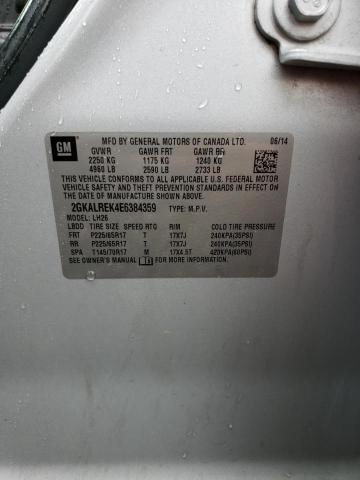 GM
MFD BY GENERAL MOTORS OF CANADA LTD. 06/14
GVWR GAWR FRT GAWR RR
2250 KG 1175 KG 1240 KG
4960 LB 2590 LB 2733 LB
THIS VEHICLE CONFORMS TO ALL APPLICABLE U.S. FEDERAL MOTOR
VEHICLE SAFETY AND THEFT PREVENTION STANDARDS IN EFFECT ON
THE DATE OF MANUFACTURE SHOWN ABOVE.
2GKALREK4E6384359 TYPE: M.P.V.
MODEL: LH26
LBDD TIRE SIZE SPEED RTG RIM COLD TIRE PRESSURE
FRT P225/65R17 T 17X7J 240KPA(35PSI)
RR P225/65R17 T 17X7J 240KPA(35PSI)
SPA T145/70R17 M 17X4.5T 420KPA(60PSI)
SEE OWNER'S MANUAL FOR ADDITIONAL INFORMATION.